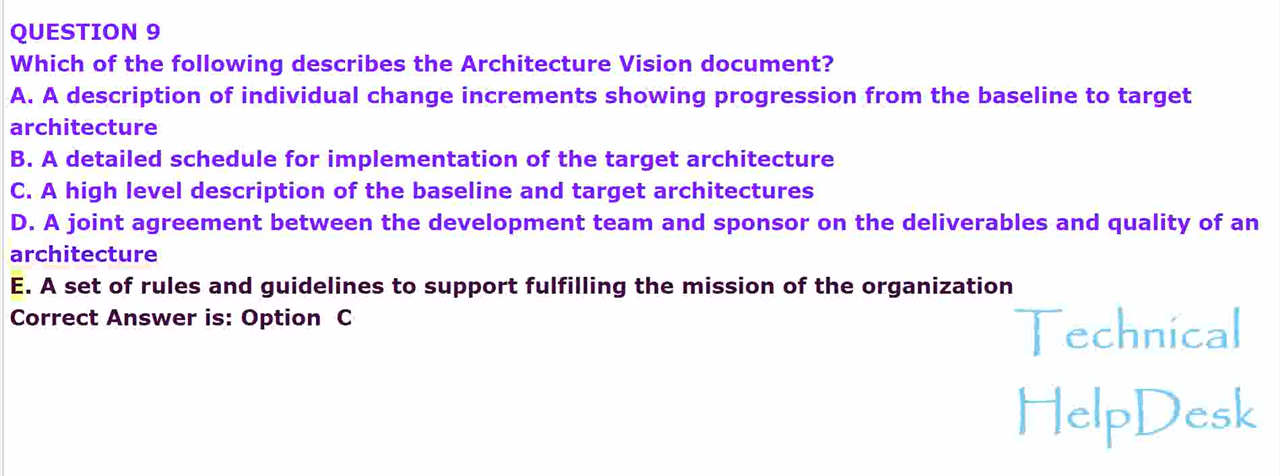 QUESTION 9
Which of the following describes the Architecture Vision document?
A. A description of individual change increments showing progression from the baseline to target
architecture
B. A detailed schedule for implementation of the target architecture
C. A high level description of the baseline and target architectures
D. A joint agreement between the development team and sponsor on the deliverables and quality of an
architecture
E. A set of rules and guidelines to support fulfilling the mission of the organization
Correct Answer is: Option C
Technical
HelpDesk